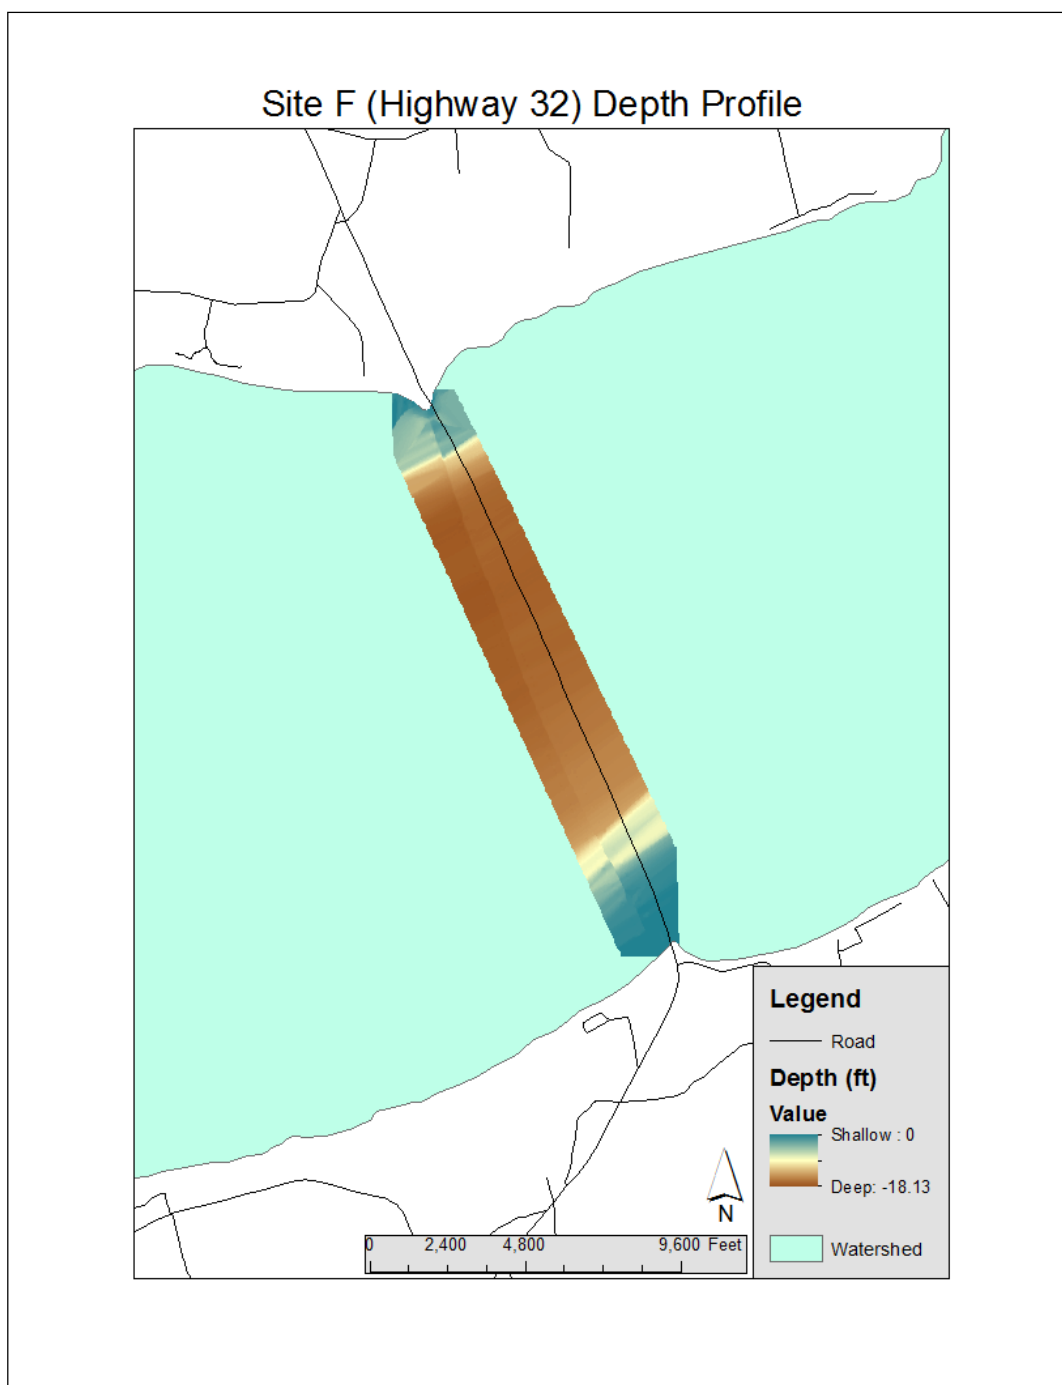 Site F (Highway 32) Depth Profile
Legend
Road
Depth (ft)
Value
Shallow : 0
Deep: -18.13
Watershed
N
0 2,400 4,800 9,600 Feet